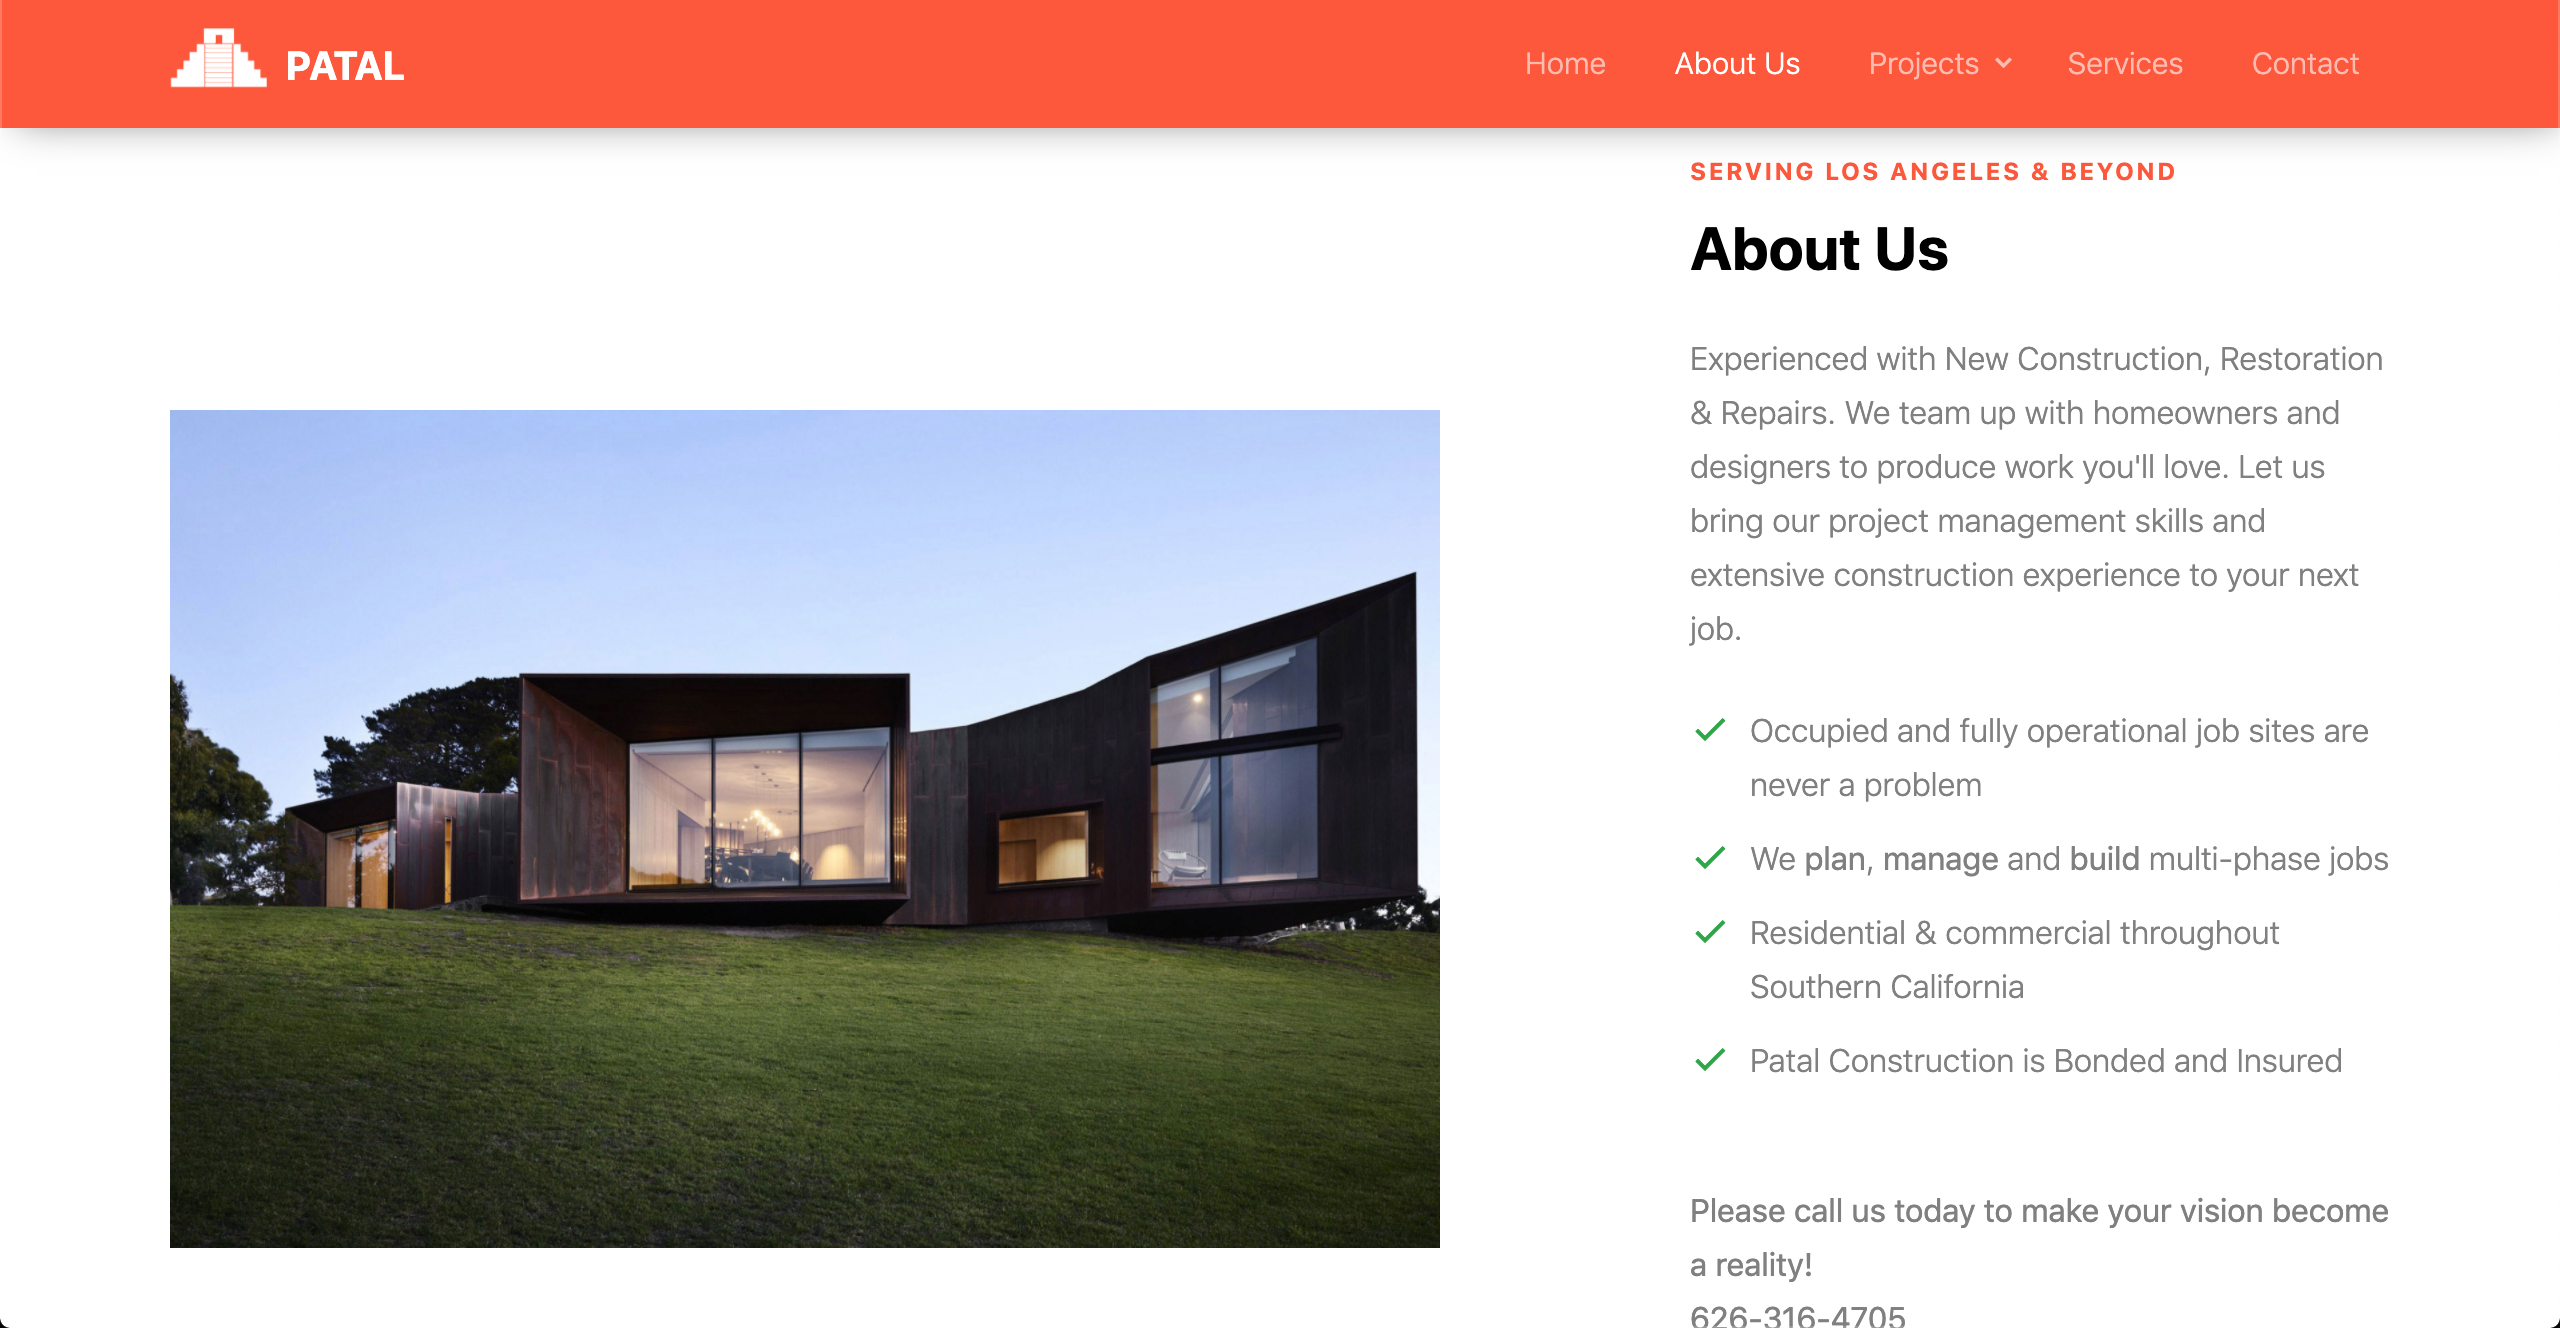 PATAL
Home About Us Projects Services Contact
SERVING LOS ANGELES & BEYOND
About Us
Experienced with New Construction, Restoration
& Repairs. We team up with homeowners and
designers to produce work you'll love. Let us
bring our project management skills and
extensive construction experience to your next
job.
Occupied and fully operational job sites are
never a problem
We plan, manage and build multi-phase jobs
Residential & commercial throughout
Southern California
Patal Construction is Bonded and Insured
Please call us today to make your vision become
a reality!
626-316-4705